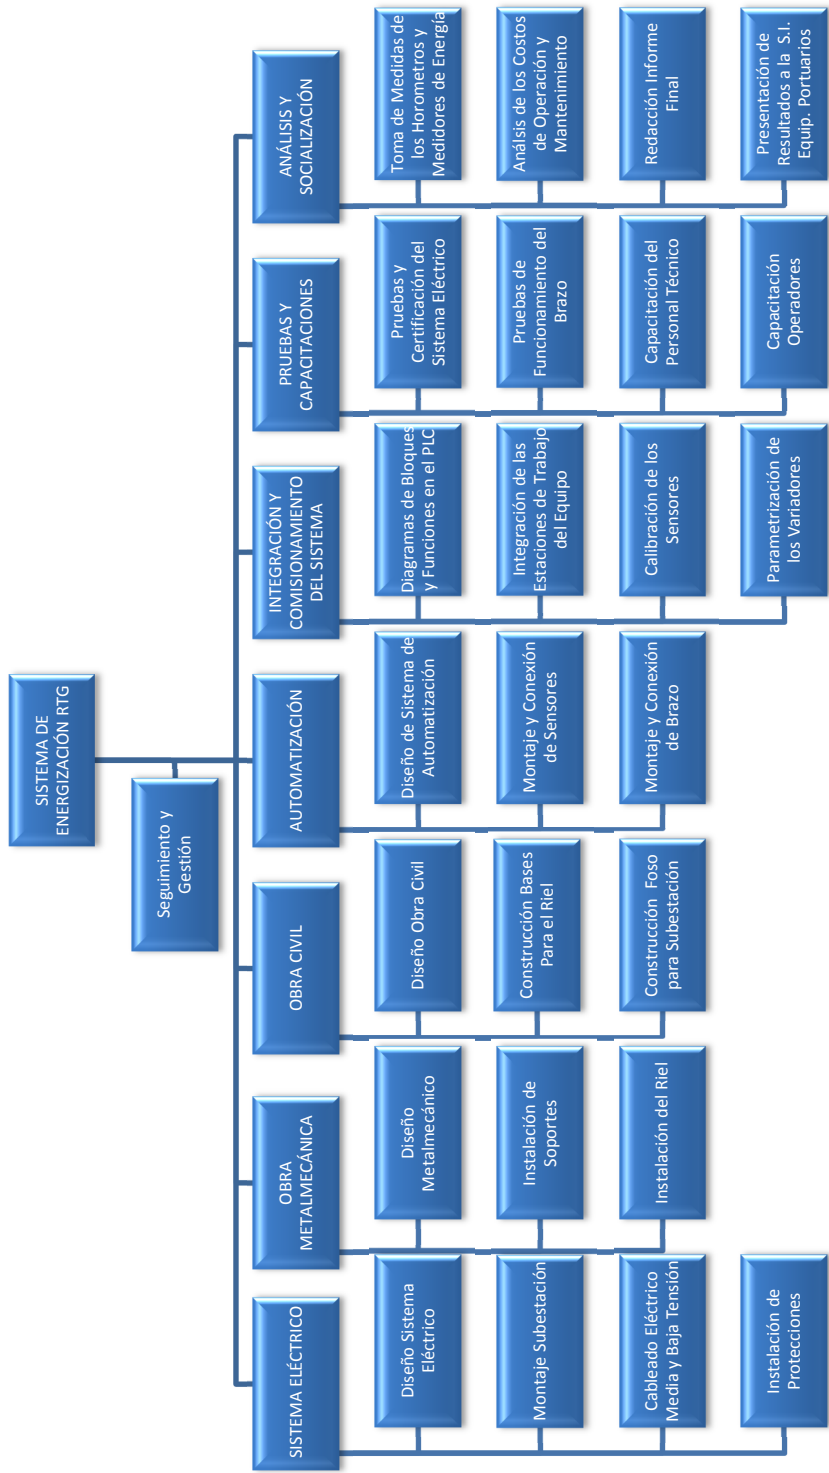 SISTEMA DE
ENERGIZACIÓN RTG
Seguimiento y
Gestión
SISTEMA ELÉCTRICO
Diseño Sistema
Eléctrico
Montaje Subestación
Cableado Eléctrico
Media y Baja Tensión
Instalación de
Protecciones
OBRA
METALMECÁNICA
Diseño
Metalmecánico
Instalación de
Soportes
Instalación del Riel
OBRA CIVIL
Diseño Obra Civil
Construcción Bases
Para el Riel
Construcción Foso
para Subestación
AUTOMATIZACIÓN
Diseño de Sistema de
Automatización
Montaje y Conexión
de Sensores
Montaje y Conexión
de Brazo
INTEGRACIÓN Y
COMISIONAMIENTO
DEL SISTEMA
Diagramas de Bloques
y Funciones en el PLC
Integración de las
Estaciones de Trabajo
del Equipo
Calibración de los
Sensores
Parametrización de
los Variadores
PRUEBAS Y
CAPACITACIONES
Pruebas y
Certificación del
Sistema Eléctrico
Pruebas de
Funcionamiento del
Brazo
Capacitación del
Personal Técnico
Capacitación
Operadores
ANÁLISIS Y
SOCIALIZACIÓN
Toma de Medidas de
los Horometros y
Medidores de Energía
Análsis de los Costos
de Operación y
Mantenimiento
Redacción Informe
Final
Presentación de
Resultados a la S.I.
Equip. Portuarios